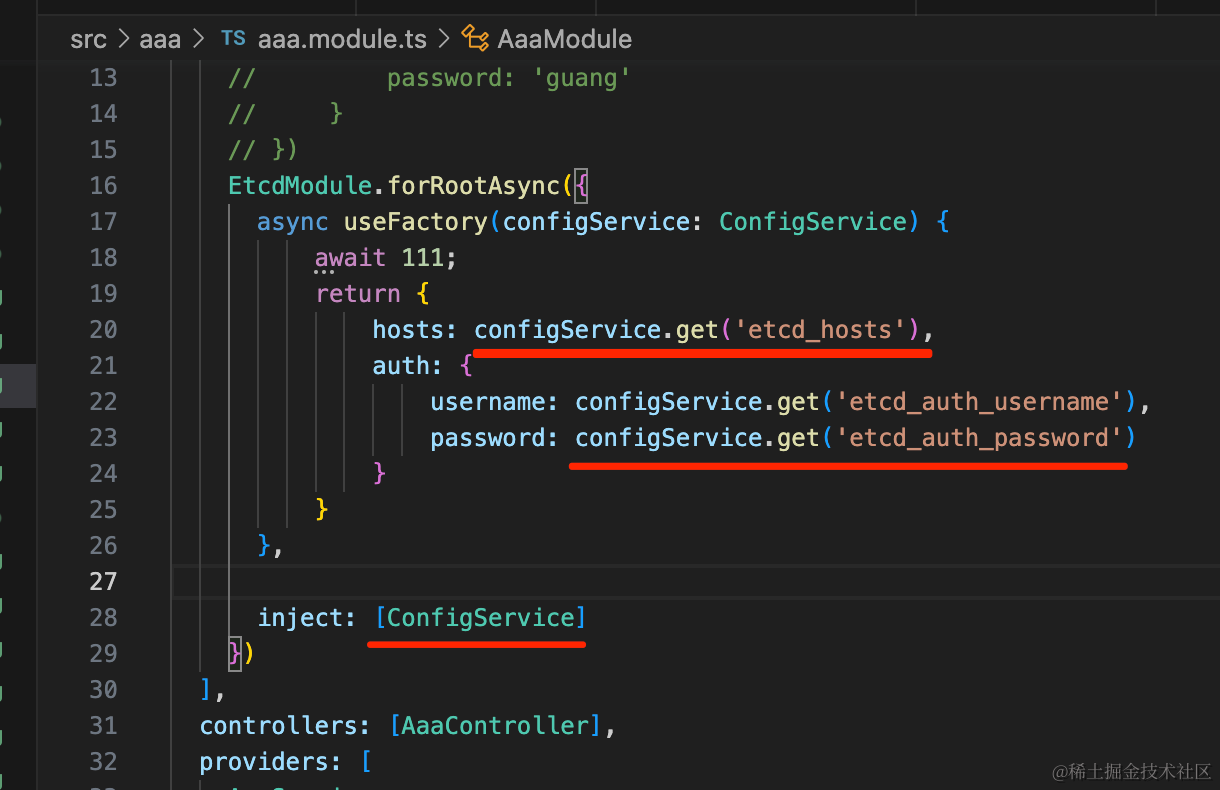 src > aaa > TS aaa.module.ts > AaaModule
13 //         password: 'guang'
14 //     }
15 // })
16 EtcdModule.forRootAsync({
17   async useFactory(configService: ConfigService) {
18       await 111;
19       return {
20           hosts: configService.get('etcd_hosts'),
21           auth: {
22               username: configService.get('etcd_auth_username'),
23               password: configService.get('etcd_auth_password')
24           }
25       }
26   },
27
28   inject: [ConfigService]
29 })
30 ],
31 controllers: [AaaController],
32 providers: [
@稀土掘金技术社区